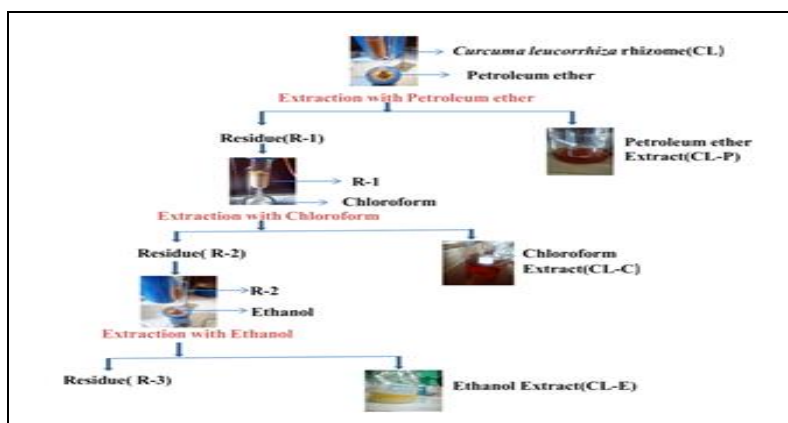 Curcuma leucorrhiza rhizome(CL)
Petroleum ether
Extraction with Petroleum ether
Residue(R-1)
Petroleum ether
Extract(CL-P)
R-1
Chloroform
Extraction with Chloroform
Residue( R-2)
Chloroform
Extract(CL-C)
R-2
Ethanol
Extraction with Ethanol
Residue( R-3)
Ethanol Extract(CL-E)